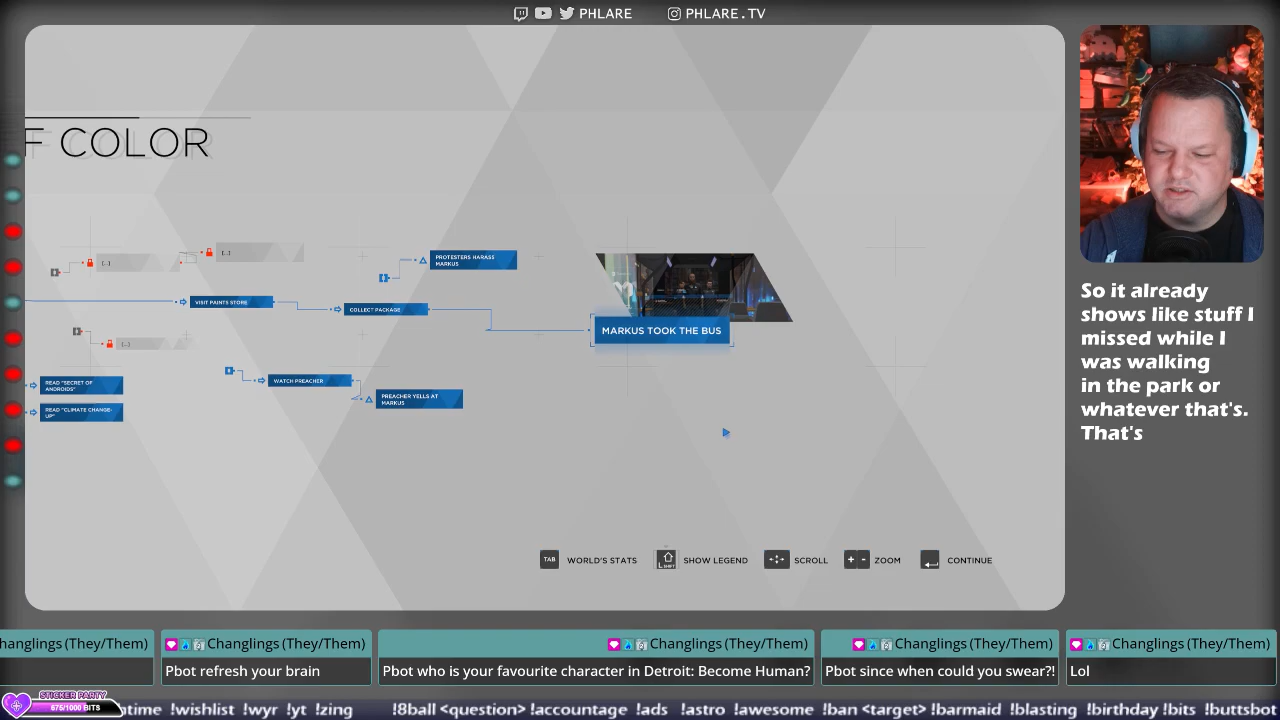 PHLARE
PHLARE.TV
F COLOR
[...]
[...]
PROTESTERS HARASS
MARKUS
VISIT PAINTS STORE
COLLECT PACKAGE
MARKUS TOOK THE BUS
[...]
READ "SECRET OF
ANDROIDS"
READ "CLIMATE CHANGE-
UP"
WATCH PREACHER
PREACHER YELLS AT
MARKUS
TAB WORLD'S STATS
L SHIFT SHOW LEGEND
SCROLL
+ - ZOOM
CONTINUE
So it already
shows like stuff I
missed while I
was walking
in the park or
whatever that's.
That's
hanglings (They/Them)
Changlings (They/Them)
Pbot refresh your brain
Changlings (They/Them)
Pbot who is your favourite character in Detroit: Become Human?
Changlings (They/Them)
Pbot since when could you swear?!
Changlings (They/Them)
Lol
STICKER PARTY
675/1000 BITS
ntime !wishlist !wyr !yt !zing !8ball <question> !accountage !ads !astro !awesome !ban <target> !barmaid !blasting !birthday !bits !buttsbot